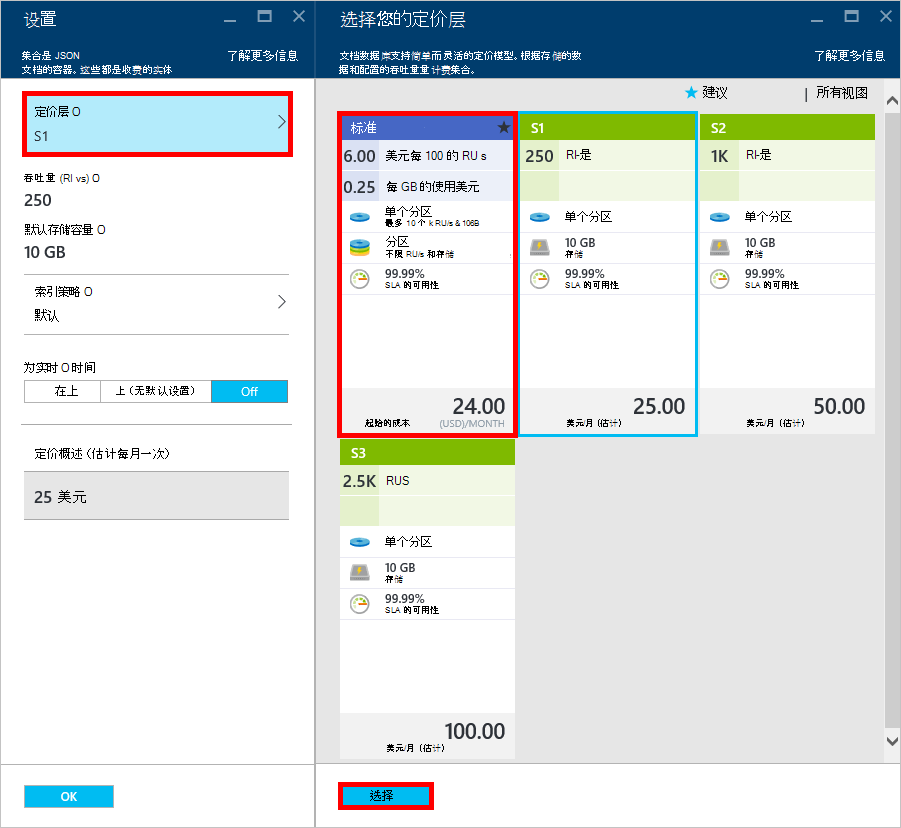 设置
集合是 JSON
文档的容器。这些都是收费的实体
了解更多信息
定价层 O
S1
吞吐量 (RI vs) O
250
默认存储容量 O
10 GB
索引策略 O
默认
为实时 O 时间
在上
上（无默认设置）
Off
定价概述（估计每月一次）
25 美元
OK
选择您的定价层
文档数据库支持简单而灵活的定价模型。根据存储的数
据和配置的吞吐量计费集合。
了解更多信息
★ 建议
| 所有视图
标准
6.00 美元每 100 的 RU s
0.25 每 GB 的使用美元
单个分区
最多 10 个 k RU/s & 106B
分区
不限 RU/s 和存储
99.99%
SLA 的可用性
24.00
起始的成本 (USD)/MONTH
S1
250 RI-是
单个分区
10 GB
存储
99.99%
SLA 的可用性
25.00
美元/月（估计）
S2
1K RI-是
单个分区
10 GB
存储
99.99%
SLA 的可用性
50.00
美元/月（估计）
S3
2.5K RUS
单个分区
10 GB
存储
99.99%
SLA 的可用性
100.00
美元/月（估计）
选择